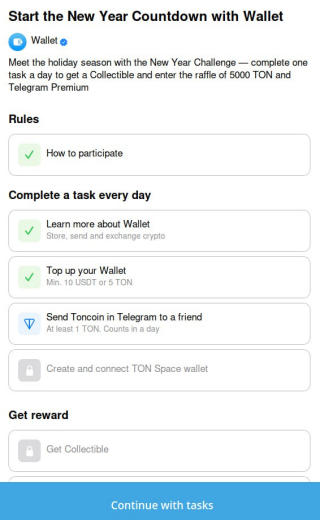 Start the New Year Countdown with Wallet
Wallet
Meet the holiday season with the New Year Challenge — complete one
task a day to get a Collectible and enter the raffle of 5000 TON and
Telegram Premium
Rules
How to participate
Complete a task every day
Learn more about Wallet
Store, send and exchange crypto
Top up your Wallet
Min. 10 USDT or 5 TON
Send Toncoin in Telegram to a friend
At least 1 TON. Counts in a day
Create and connect TON Space wallet
Get reward
Get Collectible
Continue with tasks